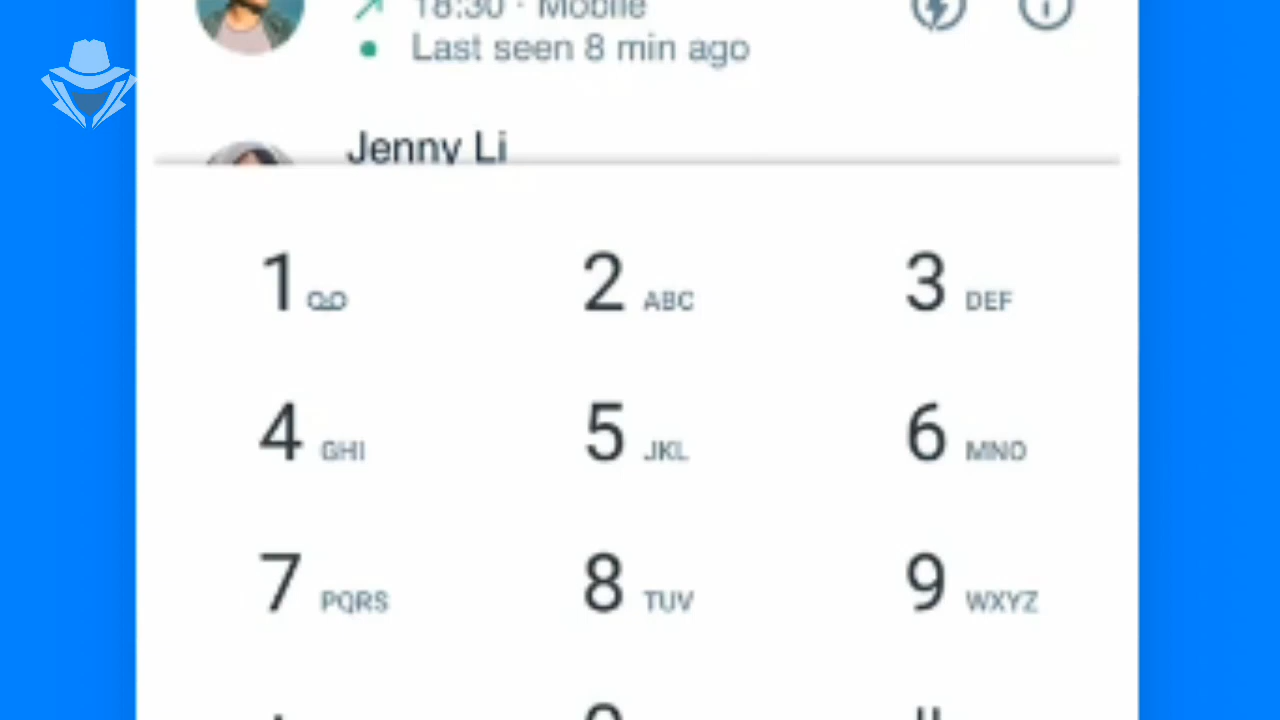 18:30 · Mobile
Last seen 8 min ago
Jenny Li
1 2 ABC 3 DEF
4 GHI 5 JKL 6 MNO
7 PQRS 8 TUV 9 WXYZ